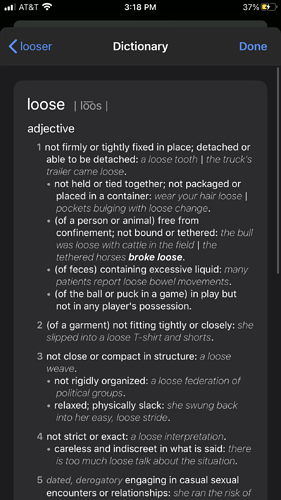 AT&T 3:18 PM 37%
looser Dictionary Done
loose | lo͞os |
adjective
1 not firmly or tightly fixed in place; detached or
able to be detached: a loose tooth | the truck's
trailer came loose.
• not held or tied together; not packaged or
placed in a container: wear your hair loose |
pockets bulging with loose change.
• (of a person or animal) free from
confinement; not bound or tethered: the bull
was loose with cattle in the field | the
tethered horses broke loose.
• (of feces) containing excessive liquid: many
patients report loose bowel movements.
• (of the ball or puck in a game) in play but
not in any player's possession.
2 (of a garment) not fitting tightly or closely: she
slipped into a loose T-shirt and shorts.
3 not close or compact in structure: a loose
weave.
• not rigidly organized: a loose federation of
political groups.
• relaxed; physically slack: she swung back
into her easy, loose stride.
4 not strict or exact: a loose interpretation.
• careless and indiscreet in what is said: there
is too much loose talk about the situation.
5 dated, derogatory engaging in casual sexual
encounters or relationships: she ran the risk of